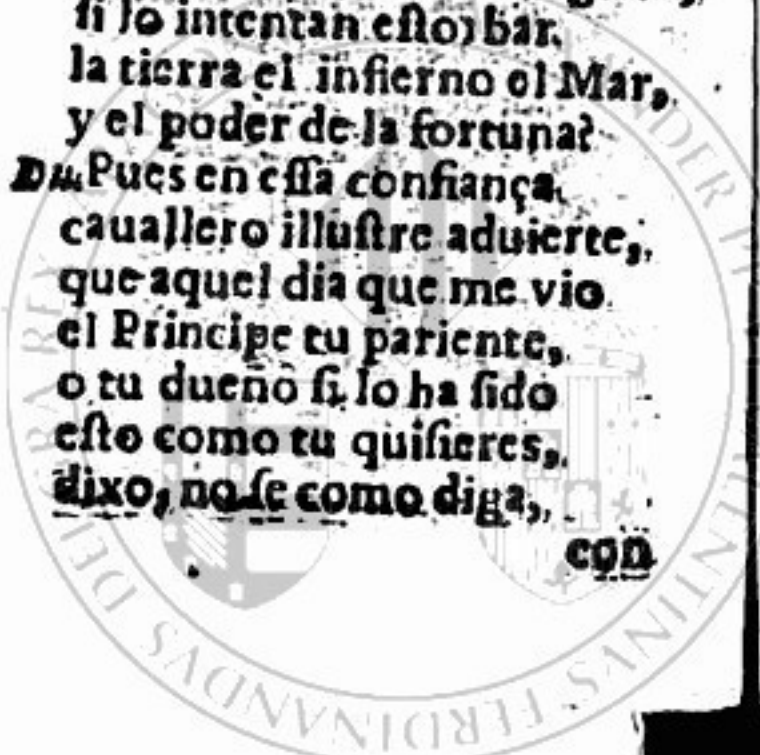 ſi lo intentan eſtorbar
la tierra el infierno el Mar,
y el poder de la fortuna?
Du. Pues en eſſa confiança,
cauallero illuſtre aduierte,
que aquel dia que me vio
el Principe tu pariente,
o tu dueño ſi lo ha ſido
eſto como tu quiſieres,
dixo, no ſe como diga,
con